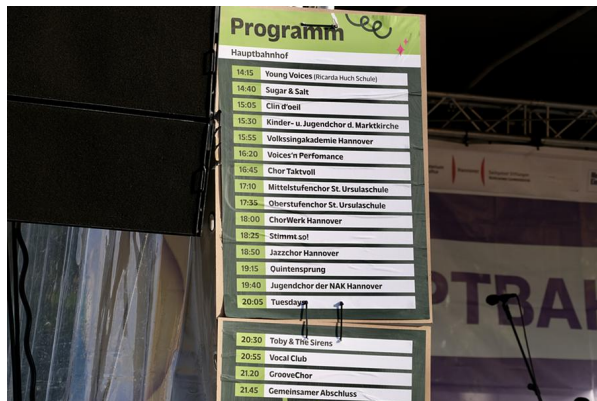 Programm
Hauptbahnhof
14:15 Young Voices (Ricarda Huch Schule)
14:40 Sugar & Salt
15:05 Clin d'oeil
15:30 Kinder- u. Jugendchor d. Marktkirche
15:55 Volkssingakademie Hannover
16:20 Voices'n Perfomance
16:45 Chor Taktvoll
17:10 Mittelstufenchor St. Ursulaschule
17:35 Oberstufenchor St. Ursulaschule
18:00 ChorWerk Hannover
18:25 Stimmt so!
18:50 Jazzchor Hannover
19:15 Quintensprung
19:40 Jugendchor der NAK Hannover
20:05 Tuesdays
20:30 Toby & The Sirens
20:55 Vocal Club
21.20 GrooveChor
21.45 Gemeinsamer Abschluss
PTBA